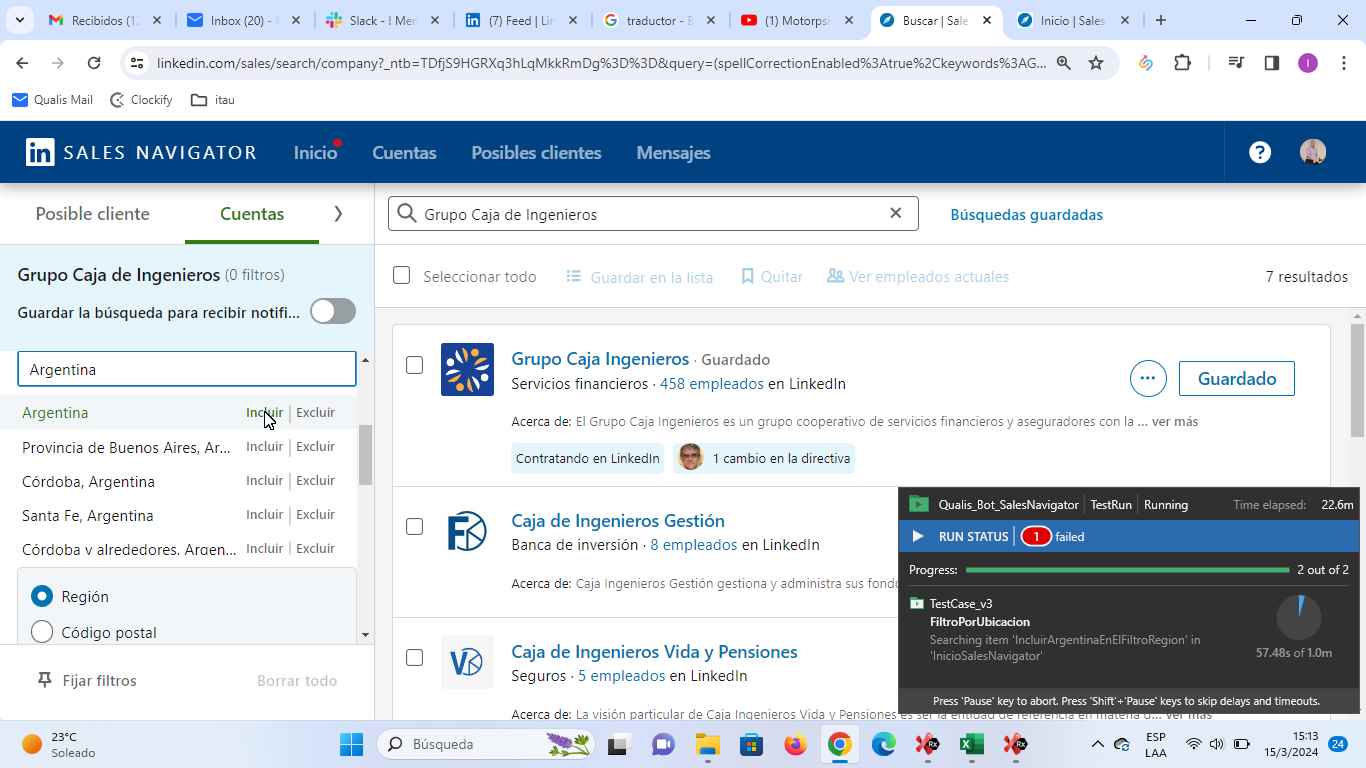 Recibidos (1.
Inbox (20) -
Slack - ! Men
(7) Feed | Lin
traductor - B
(1) Motorpsi
Buscar | Sale
Inicio | Sales
linkedin.com/sales/search/company?_ntb=TDfjS9HGRXq3hLqMkkRmDg%3D%3D&query=(spellCorrectionEnabled%3Atrue%2Ckeywords%3AG...
I
Qualis Mail
Clockify
itau
in SALES NAVIGATOR
Inicio
Cuentas
Posibles clientes
Mensajes
?
Posible cliente
Cuentas
Grupo Caja de Ingenieros
Búsquedas guardadas
Grupo Caja de Ingenieros (0 filtros)
Guardar la búsqueda para recibir notifi...
Seleccionar todo
Guardar en la lista
Quitar
Ver empleados actuales
7 resultados
Argentina
Argentina Incluir | Excluir
Provincia de Buenos Aires, Ar... Incluir | Excluir
Córdoba, Argentina Incluir | Excluir
Santa Fe, Argentina Incluir | Excluir
Córdoba y alrededores, Argen... Incluir | Excluir
Región
Código postal
Fijar filtros
Borrar todo
Grupo Caja Ingenieros · Guardado
Servicios financieros · 458 empleados en LinkedIn
... Guardado
Acerca de: El Grupo Caja Ingenieros es un grupo cooperativo de servicios financieros y aseguradores con la ... ver más
Contratando en LinkedIn
1 cambio en la directiva
Caja de Ingenieros Gestión
Banca de inversión · 8 empleados en LinkedIn
Acerca de: Caja Ingenieros Gestión gestiona y administra sus fondo
Caja de Ingenieros Vida y Pensiones
Seguros · 5 empleados en LinkedIn
Acerca de: La visión particular de Caja Ingenieros Vida y Pensiones es ser la entidad de referencia en materia d... ver más
Qualis_Bot_SalesNavigator | TestRun | Running
Time elapsed: 22.6m
RUN STATUS | 1 failed
Progress: 2 out of 2
TestCase_v3
FiltroPorUbicacion
Searching item 'IncluirArgentinaEnElFiltroRegion' in
'InicioSalesNavigator'
57.48s of 1.0m
Press 'Pause' key to abort. Press 'Shift'+'Pause' keys to skip delays and timeouts.
23°C
Soleado
Búsqueda
ESP
LAA
15:13
15/3/2024
24